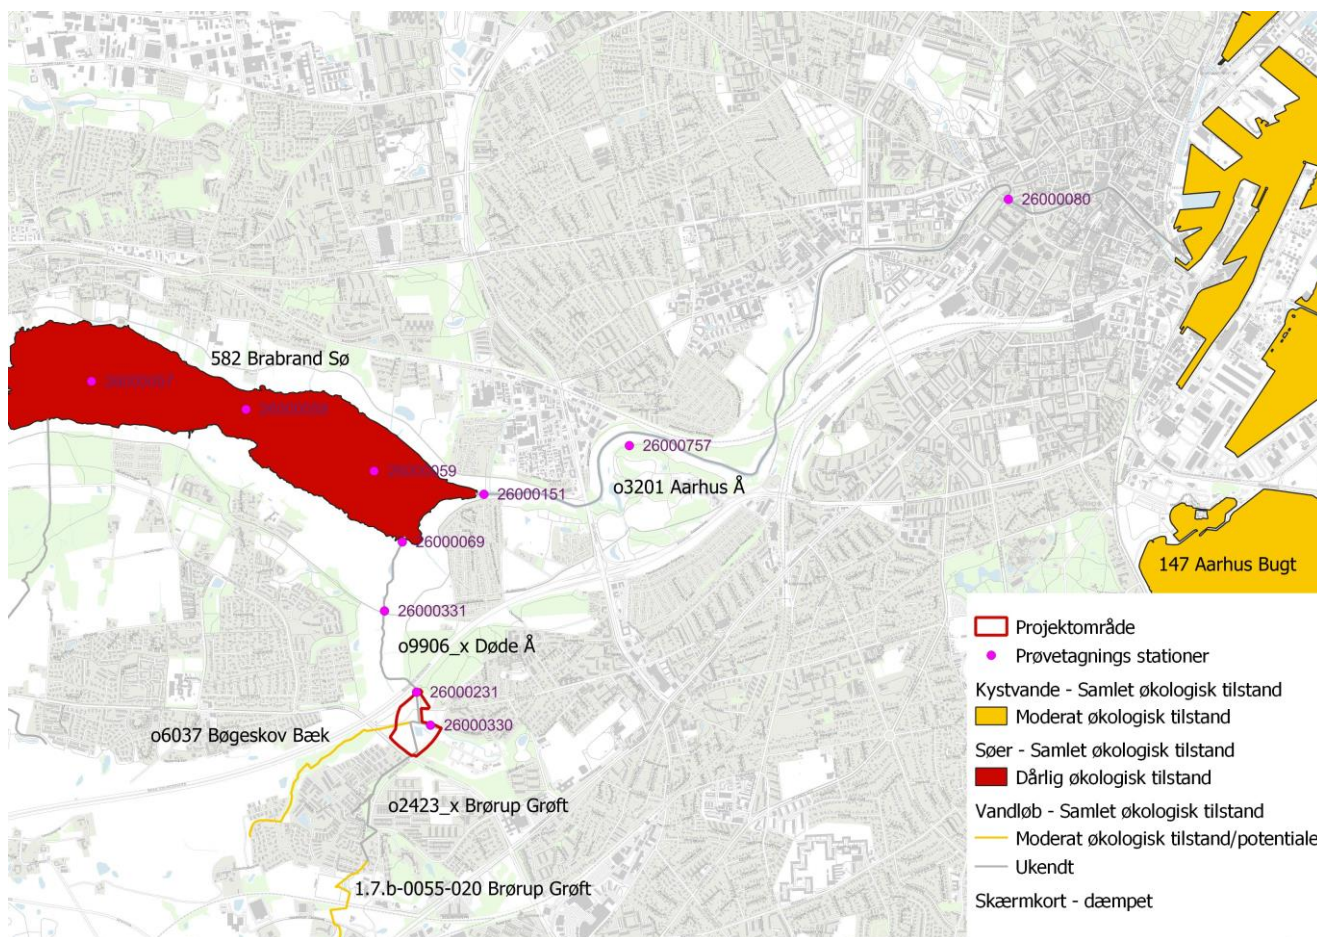 26000080
582 Brabrand Sø
26000757
o3201 Aarhus Å
26000151
26000069
147 Aarhus Bugt
26000331
o9906_x Døde Å
26000231
26000330
o6037 Bøgeskov Bæk
o2423_x Brørup Grøft
1.7.b-0055-020 Brørup Grøft
Projektområde
Prøvetagnings stationer
Kystvande - Samlet økologisk tilstand
Moderat økologisk tilstand
Søer - Samlet økologisk tilstand
Dårlig økologisk tilstand
Vandløb - Samlet økologisk tilstand
Moderat økologisk tilstand/potentiale
Ukendt
Skærmkort - dæmpet